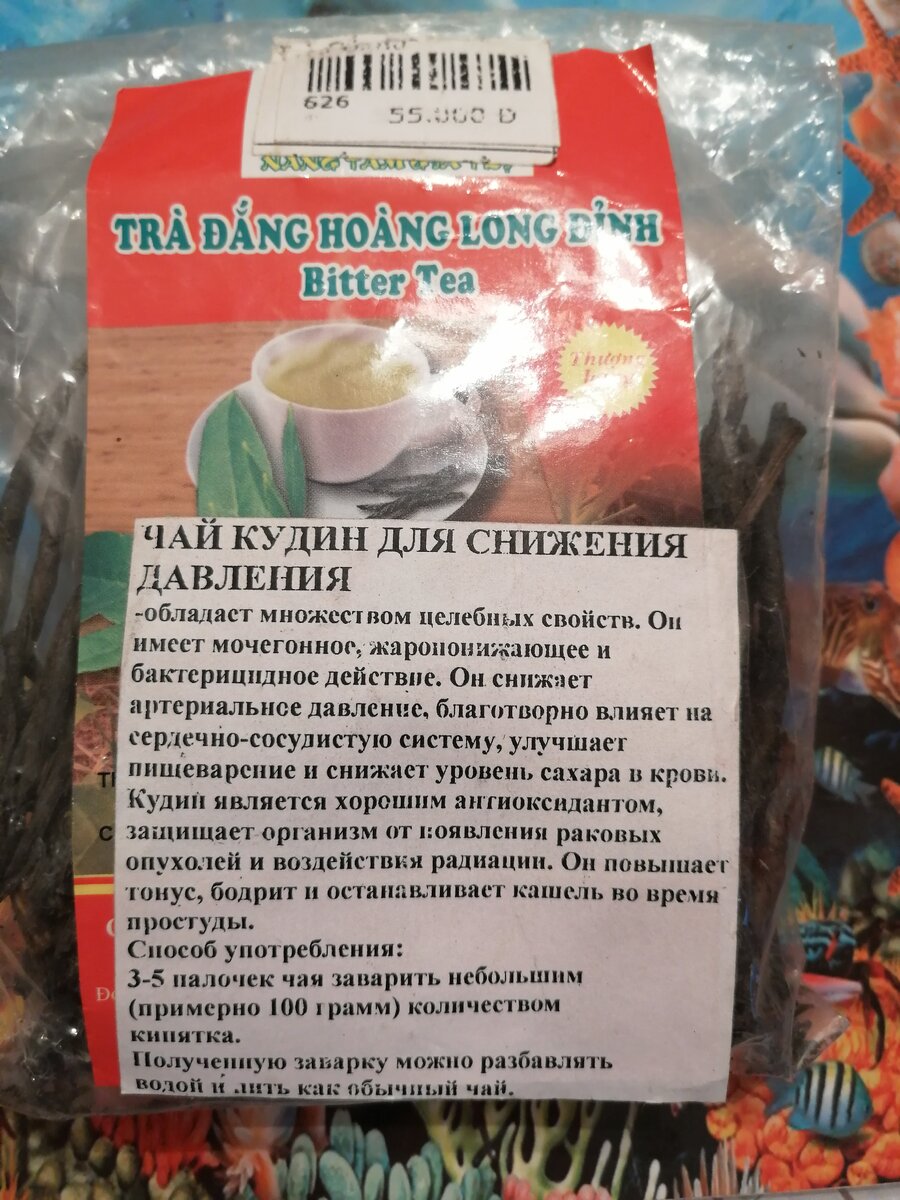 626
55.000 Đ
TRÀ ĐẮNG HOÀNG LONG ĐỈNH
Bitter Tea
Thượng
ЧАЙ КУДИН ДЛЯ СНИЖЕНИЯ
ДАВЛЕНИЯ
-обладает множеством целебных свойств. Он
имеет мочегонное, жаропонижающее и
бактерицидное действие. Он снижает
артериальное давление, благотворно влияет на
сердечно-сосудистую систему, улучшает
пищеварение и снижает уровень сахара в крови.
Кудин является хорошим антиоксидантом,
защищает организм от появления раковых
опухолей и воздействия радиации. Он повышает
тонус, бодрит и останавливает кашель во время
простуды.
Способ употребления:
3-5 палочек чая заварить небольшим
(примерно 100 грамм) количеством
кипятка.
Полученную заварку можно разбавлять
водой и пить как обычный чай.